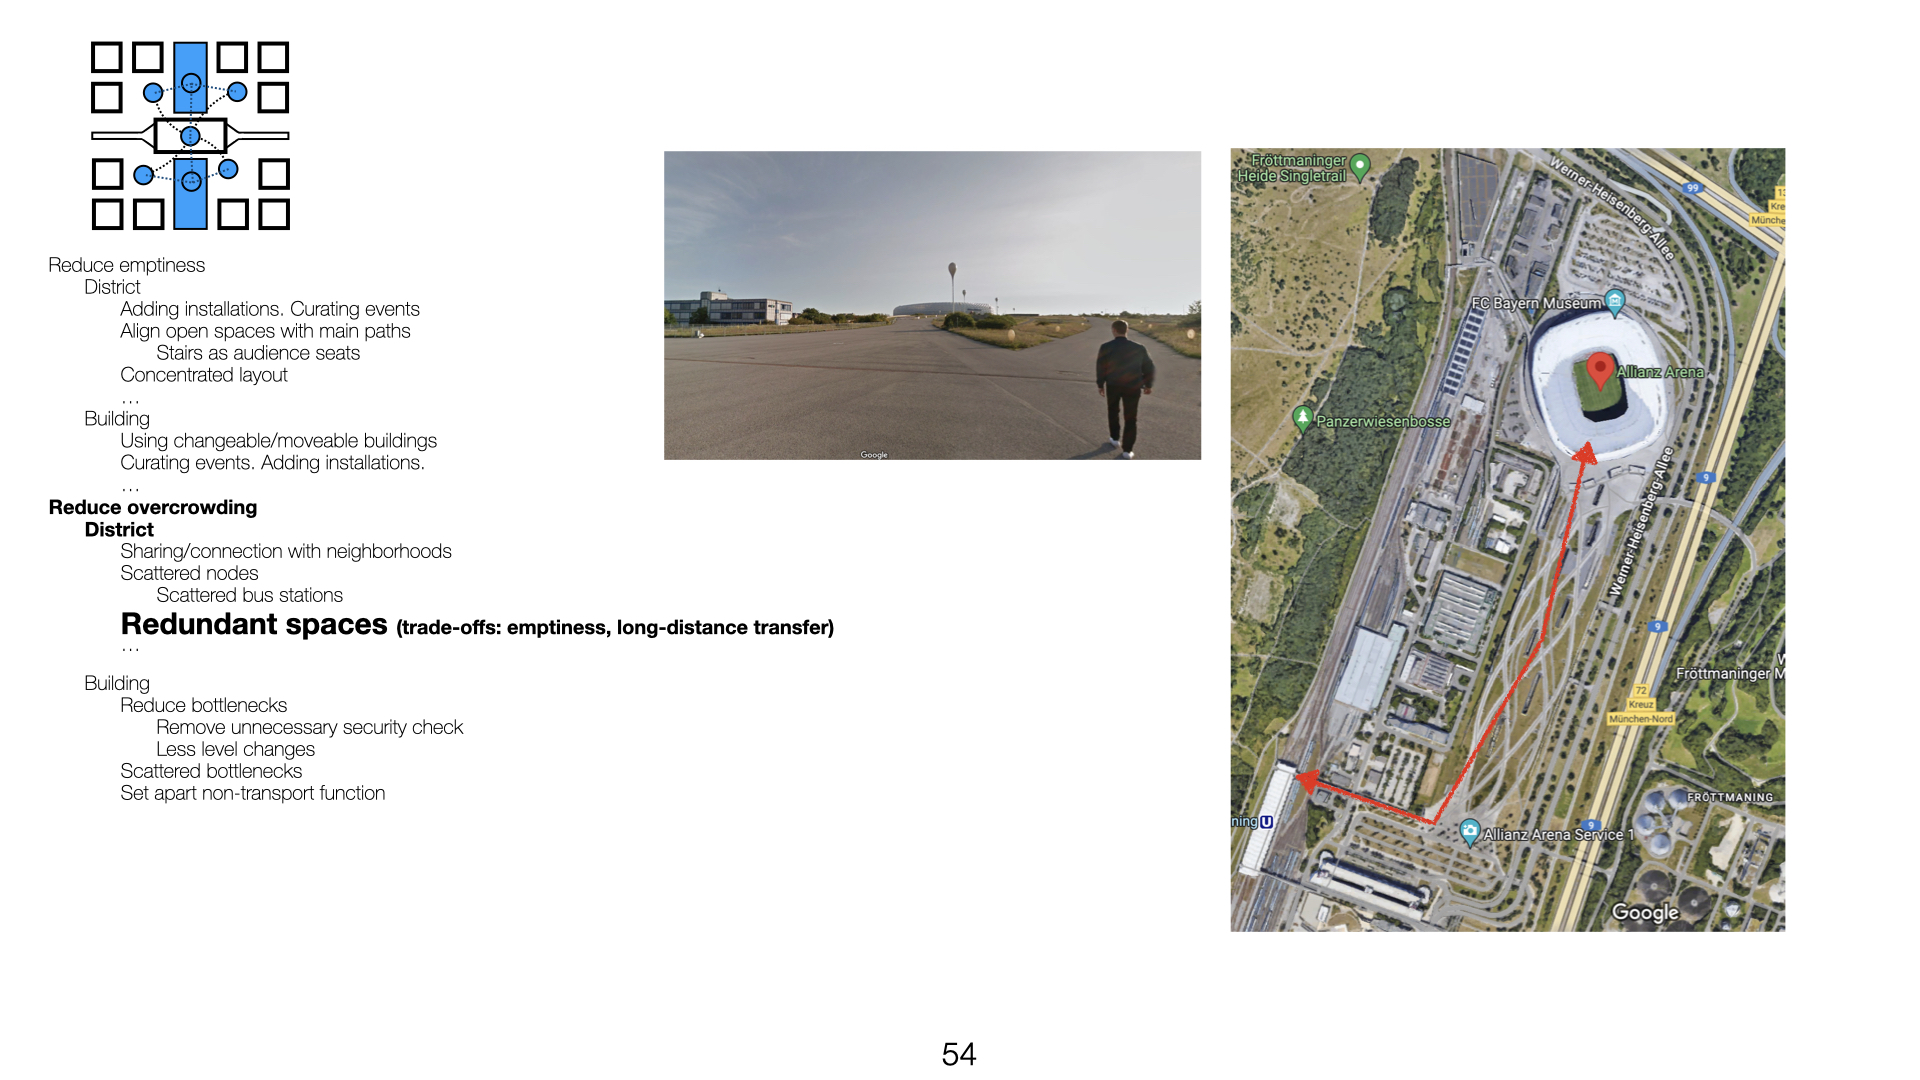 Reduce emptiness
District
Adding installations. Curating events
Align open spaces with main paths
Stairs as audience seats
Concentrated layout
…
Building
Using changeable/moveable buildings
Curating events. Adding installations.
…
Reduce overcrowding
District
Sharing/connection with neighborhoods
Scattered nodes
Scattered bus stations
Redundant spaces (trade-offs: emptiness, long-distance transfer)
…
Building
Reduce bottlenecks
Remove unnecessary security check
Less level changes
Scattered bottlenecks
Set apart non-transport function
Google
Fröttmaninger
Heide Singletrail
Werner-Heisenberg-Allee
99
13
Kre
Münche
FC Bayern Museum
Allianz Arena
Panzerwiesenbosse
9
Werner-Heisenberg-Allee
9
Fröttmaninger M
72
Kreuz
München-Nord
FRÖTTMANING
ning U
9
Allianz Arena Service 1
Google
54